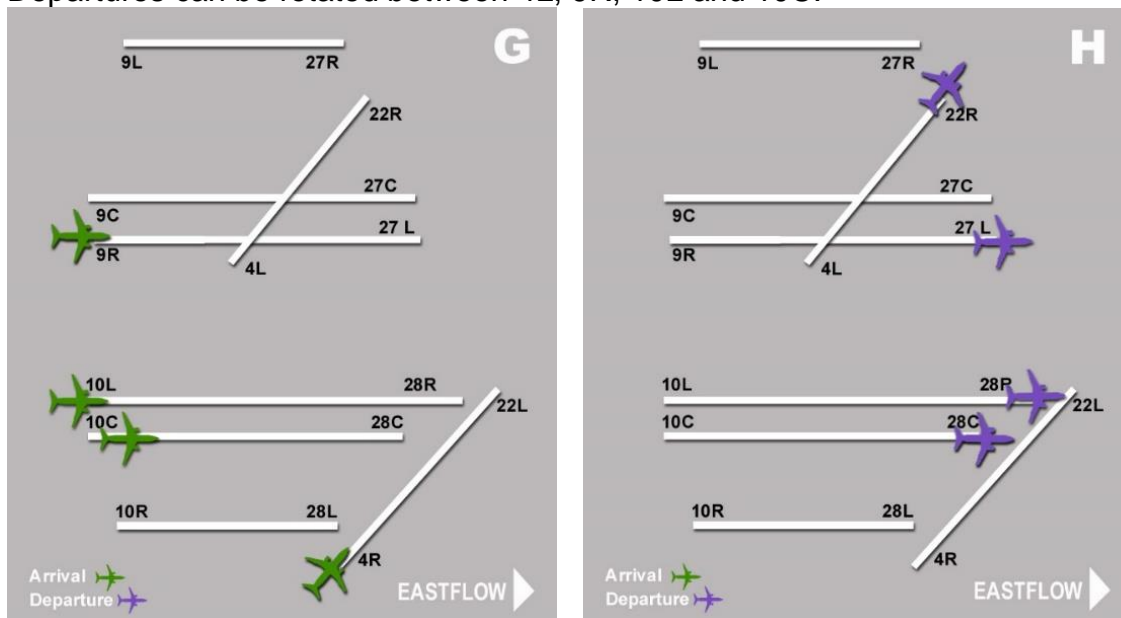 Departures can be rotated between 4L, 9R, 10L and 10C.
G
9L 27R
22R
27C
9C
27 L
9R
4L
10L 28R
22L
10C 28C
10R 28L
4R
Arrival
Departure
EASTFLOW
H
9L 27R
22R
27C
9C
27 L
9R
4L
10L 28R
22L
10C 28C
10R 28L
4R
Arrival
Departure
EASTFLOW